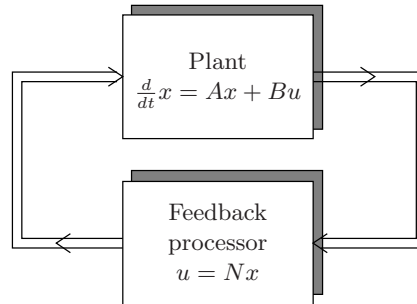 Plant
d/dt x = Ax + Bu
Feedback
processor
u = Nx